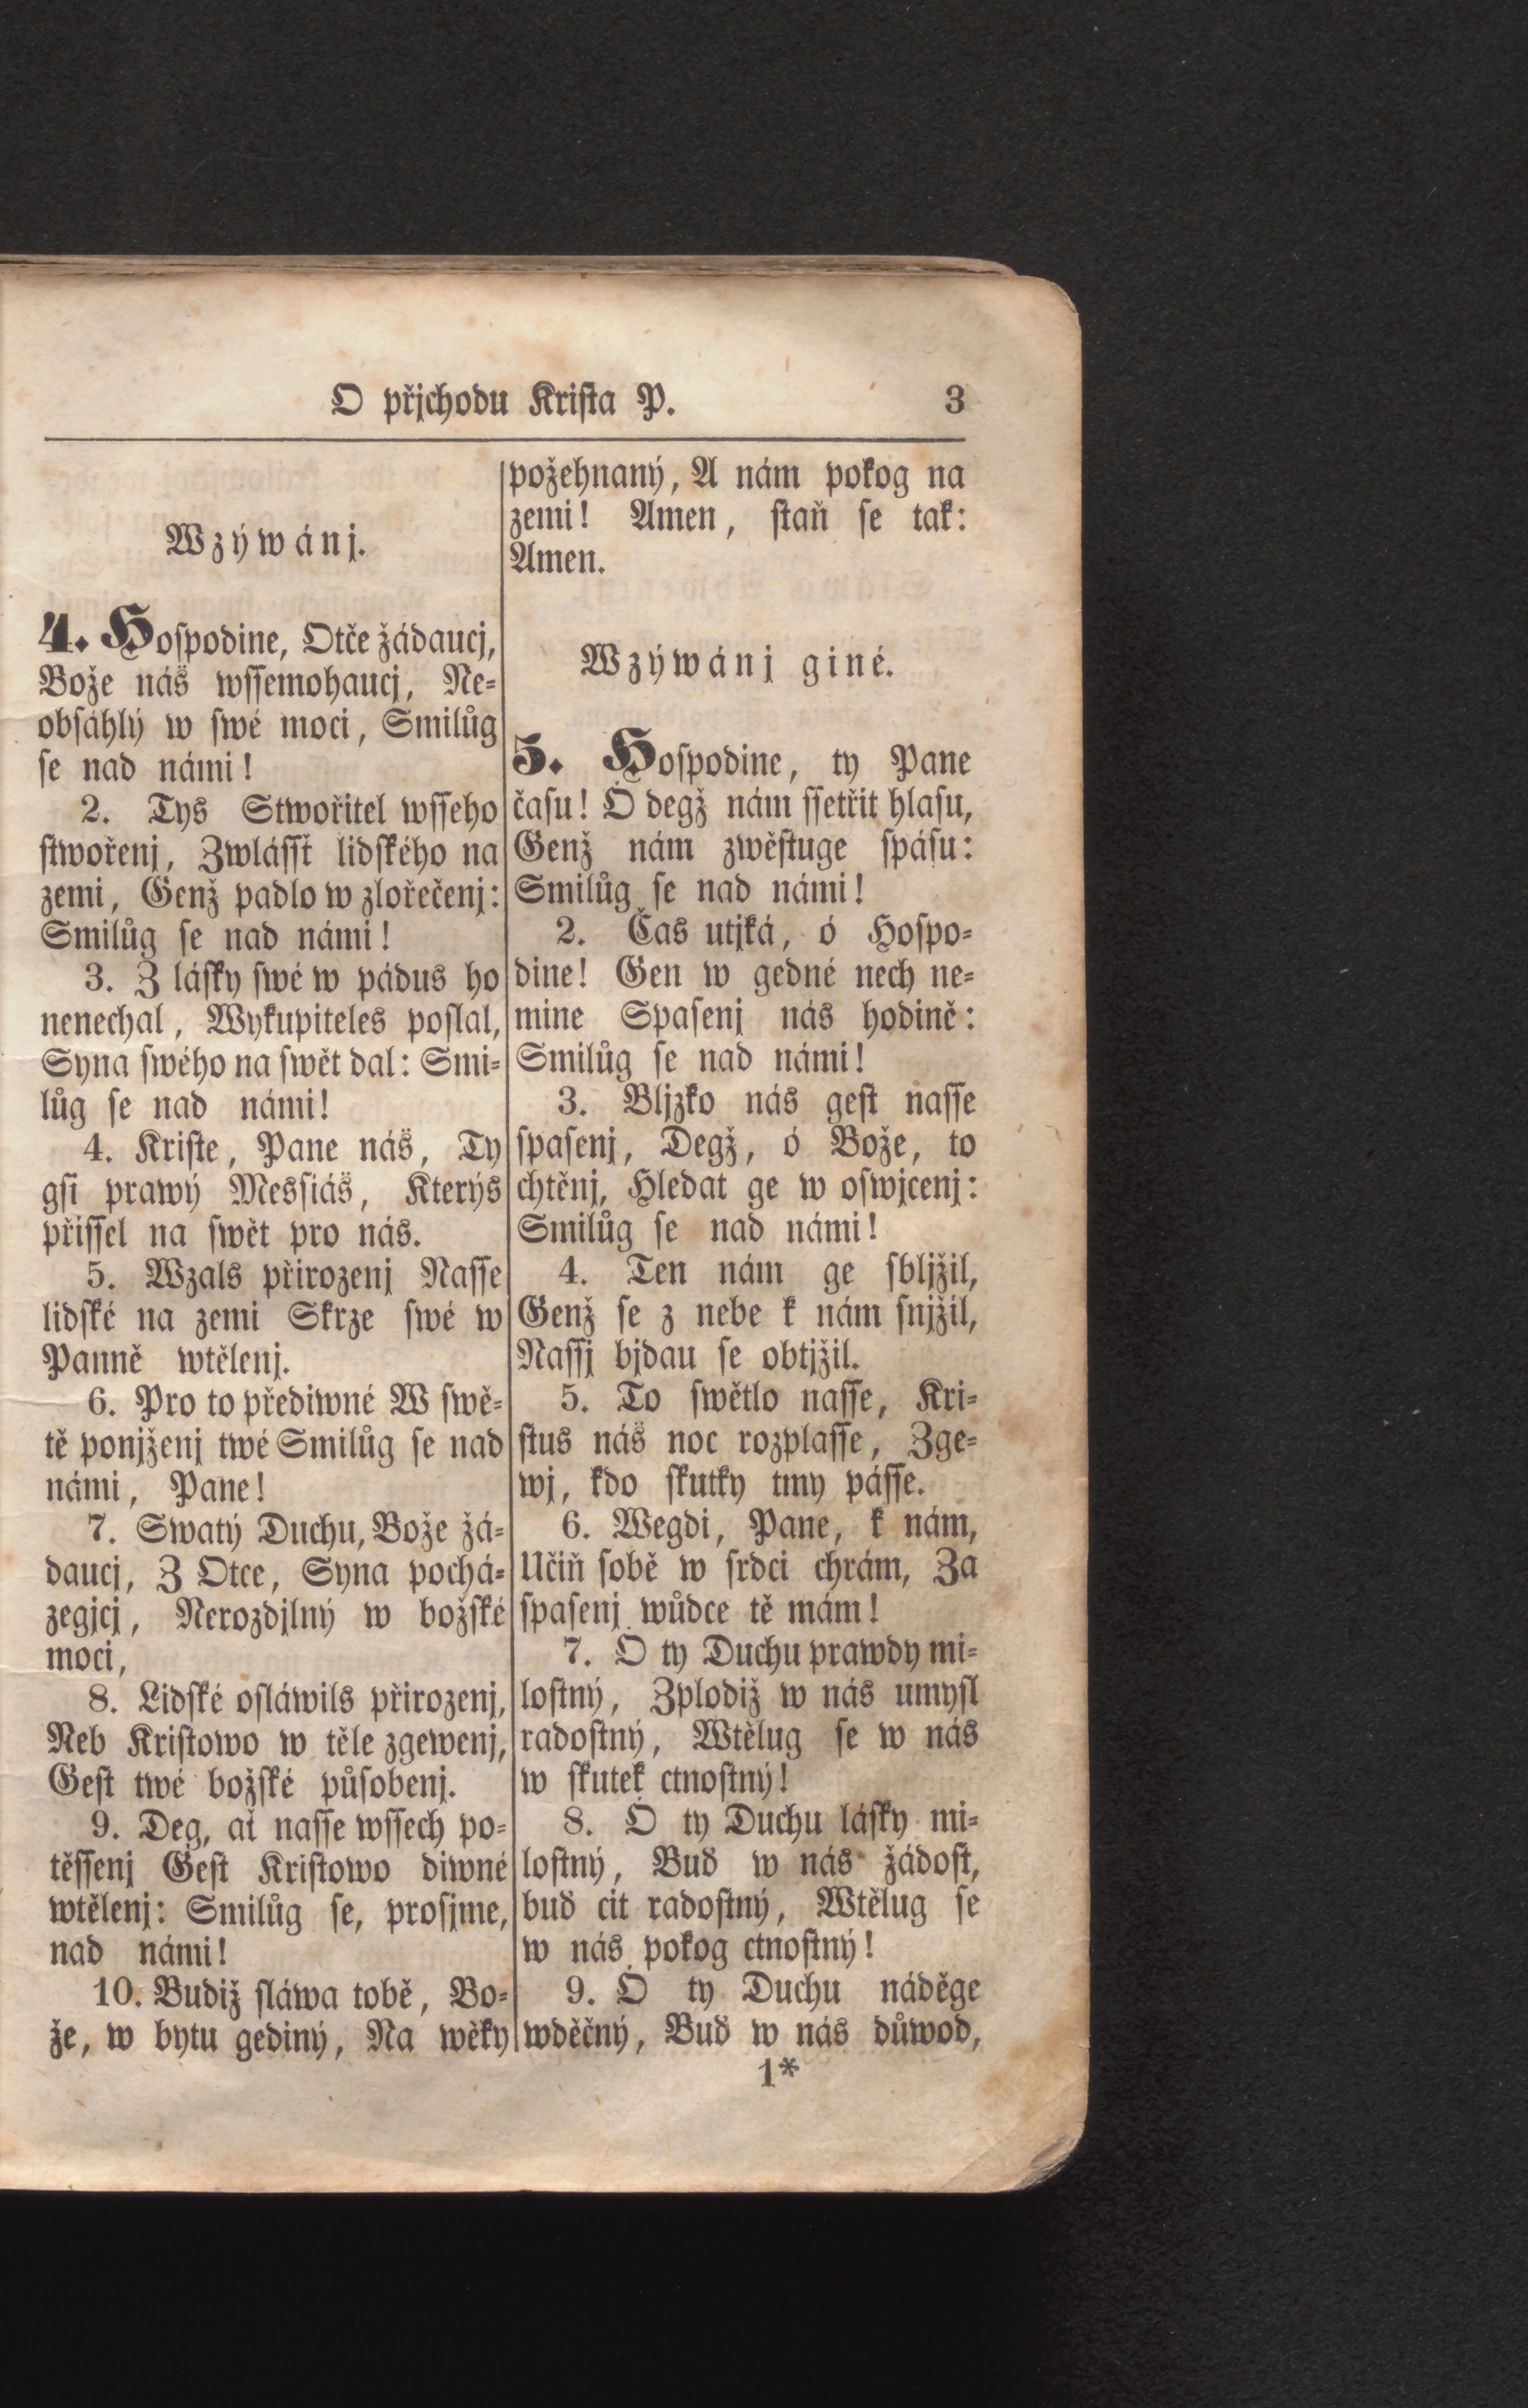 O přjchodu Krista P. 3
Wzýwánj.
4. Hospodine, Otče žádaucj,
Bože náš wssemohaucj, Ne-
obsáhlý w swé moci, Smilůg
se nad námi!
2. Tys Stwořitel wsseho
stwořenj, Zwlássť lidského na
zemi, Genž padlo w zlořečenj:
Smilůg se nad námi!
3. Z lásky swé w pádus ho
nenechal, Wykupiteles poslal,
Syna swého na swět dal: Smi-
lůg se nad námi!
4. Kriste, Pane náš, Ty
gsi prawý Messiáš, Kterýs
přissel na swět pro nás.
5. Wzals přirozenj Nasse
lidské na zemi Skrze swé w
Panně wtělenj.
6. Pro to předjwné W swě-
tě ponjženj twé Smilůg se nad
námi, Pane!
7. Swatý Duchu, Bože žá-
daucj, Z Otce, Syna pochá-
zegjcj, Nerozdjlný w božské
moci,
8. Lidské osláwils přirozenj,
Neb Kristowo w těle zgewenj,
Gest twé božské působenj.
9. Deg, ať nasse wssech po-
těssenj Gest Kristowo diwné
wtělenj: Smilůg se, prosjme,
nad námi!
10. Budiž sláwa tobě, Bo-
že, w bytu gediný, Na wěky
požehnaný, A nám pokog na
zemi! Amen, staň se tak:
Amen.
Wzýwánj giné.
5. Hospodine, ty Pane
času! Ó degž nám ssetřit hlasu,
Genž nám zwěstuge spásu:
Smilůg se nad námi!
2. Čas utjká, ó Hospo-
dine! Gen w gedné nech ne-
mine Spasenj nás hodině:
Smilůg se nad námi!
3. Bljzko nás gest nasse
spasenj, Degž, ó Bože, to
chtěnj, Hledat ge w oswjcenj:
Smilůg se nad námi!
4. Ten nám ge sbljžil,
Genž se z nebe k nám snjžil,
Nassj bjdau se obtjžil.
5. To swětlo nasse, Kri-
stus náš noc rozplasse, Zge-
wj, kdo skutky tmy pásse.
6. Wegdi, Pane, k nám,
Učiň sobě w srdci chrám, Za
spasenj wůdce tě mám!
7. Ó ty Duchu prawdy mi-
lostný, Zplodiž w nás umysl
radostný, Wtělug se w nás
w skutek ctnostný!
8. Ó ty Duchu lásky mi-
lostný, Buď w nás žádost,
buď cit radostný, Wtělug se
w nás pokog ctnostný!
9. Ó ty Duchu náděge
wděčný, Buď w nás důwod,
1*